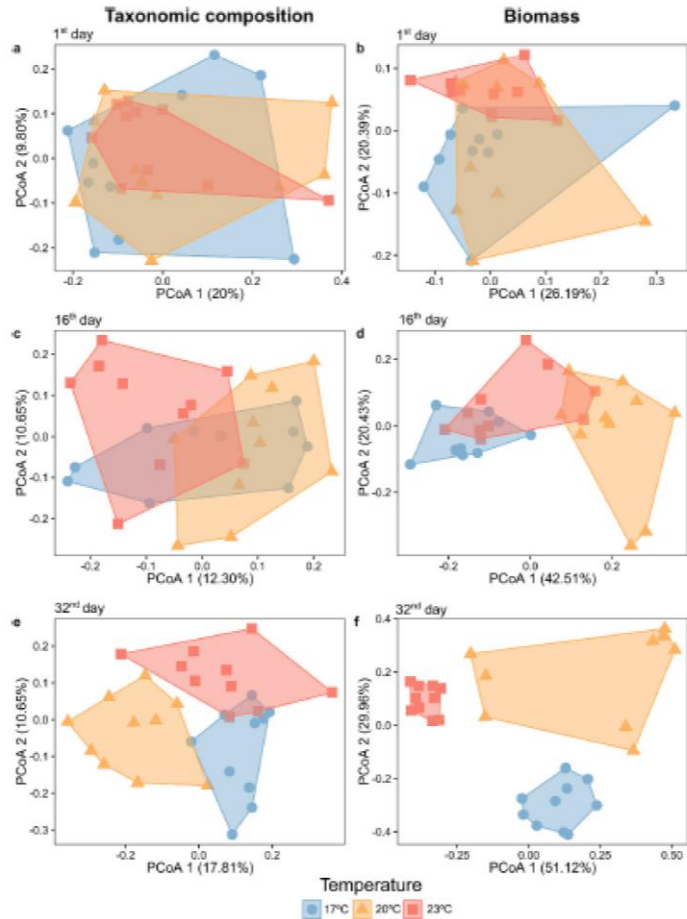 Taxonomic composition
Biomass
a
1st day
0.2
0.1
0.0
-0.1
-0.2
PCoA 2 (9.80%)
-0.2
0.0
0.2
0.4
PCoA 1 (20%)
b
1st day
0.1
0.0
-0.1
-0.2
PCoA 2 (20.39%)
-0.1
0.0
0.1
0.3
PCoA 1 (26.19%)
c
16th day
0.2
0.1
0.0
-0.1
-0.2
PCoA 2 (10.65%)
-0.2
-0.1
0.0
0.1
0.2
PCoA 1 (12.30%)
d
16th day
0.2
0.0
-0.2
PCoA 2 (20.43%)
-0.2
0.0
0.2
PCoA 1 (42.51%)
e
32nd day
0.2
0.1
0.0
-0.1
-0.3
PCoA 2 (10.65%)
-0.2
0.0
0.2
PCoA 1 (17.81%)
f
32nd day
0.4
0.2
0.0
-0.2
-0.4
PCoA 2 (29.96%)
-0.25
0.00
0.25
0.50
PCoA 1 (51.12%)
Temperature
17ºC 20ºC 23ºC